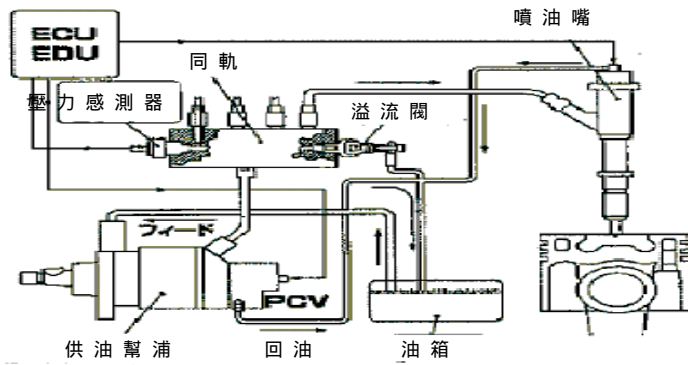 ECU
EDU
噴油嘴
同軌
壓力感測器
溢流閥
フィード
PCV
供油幫浦
回油
油箱